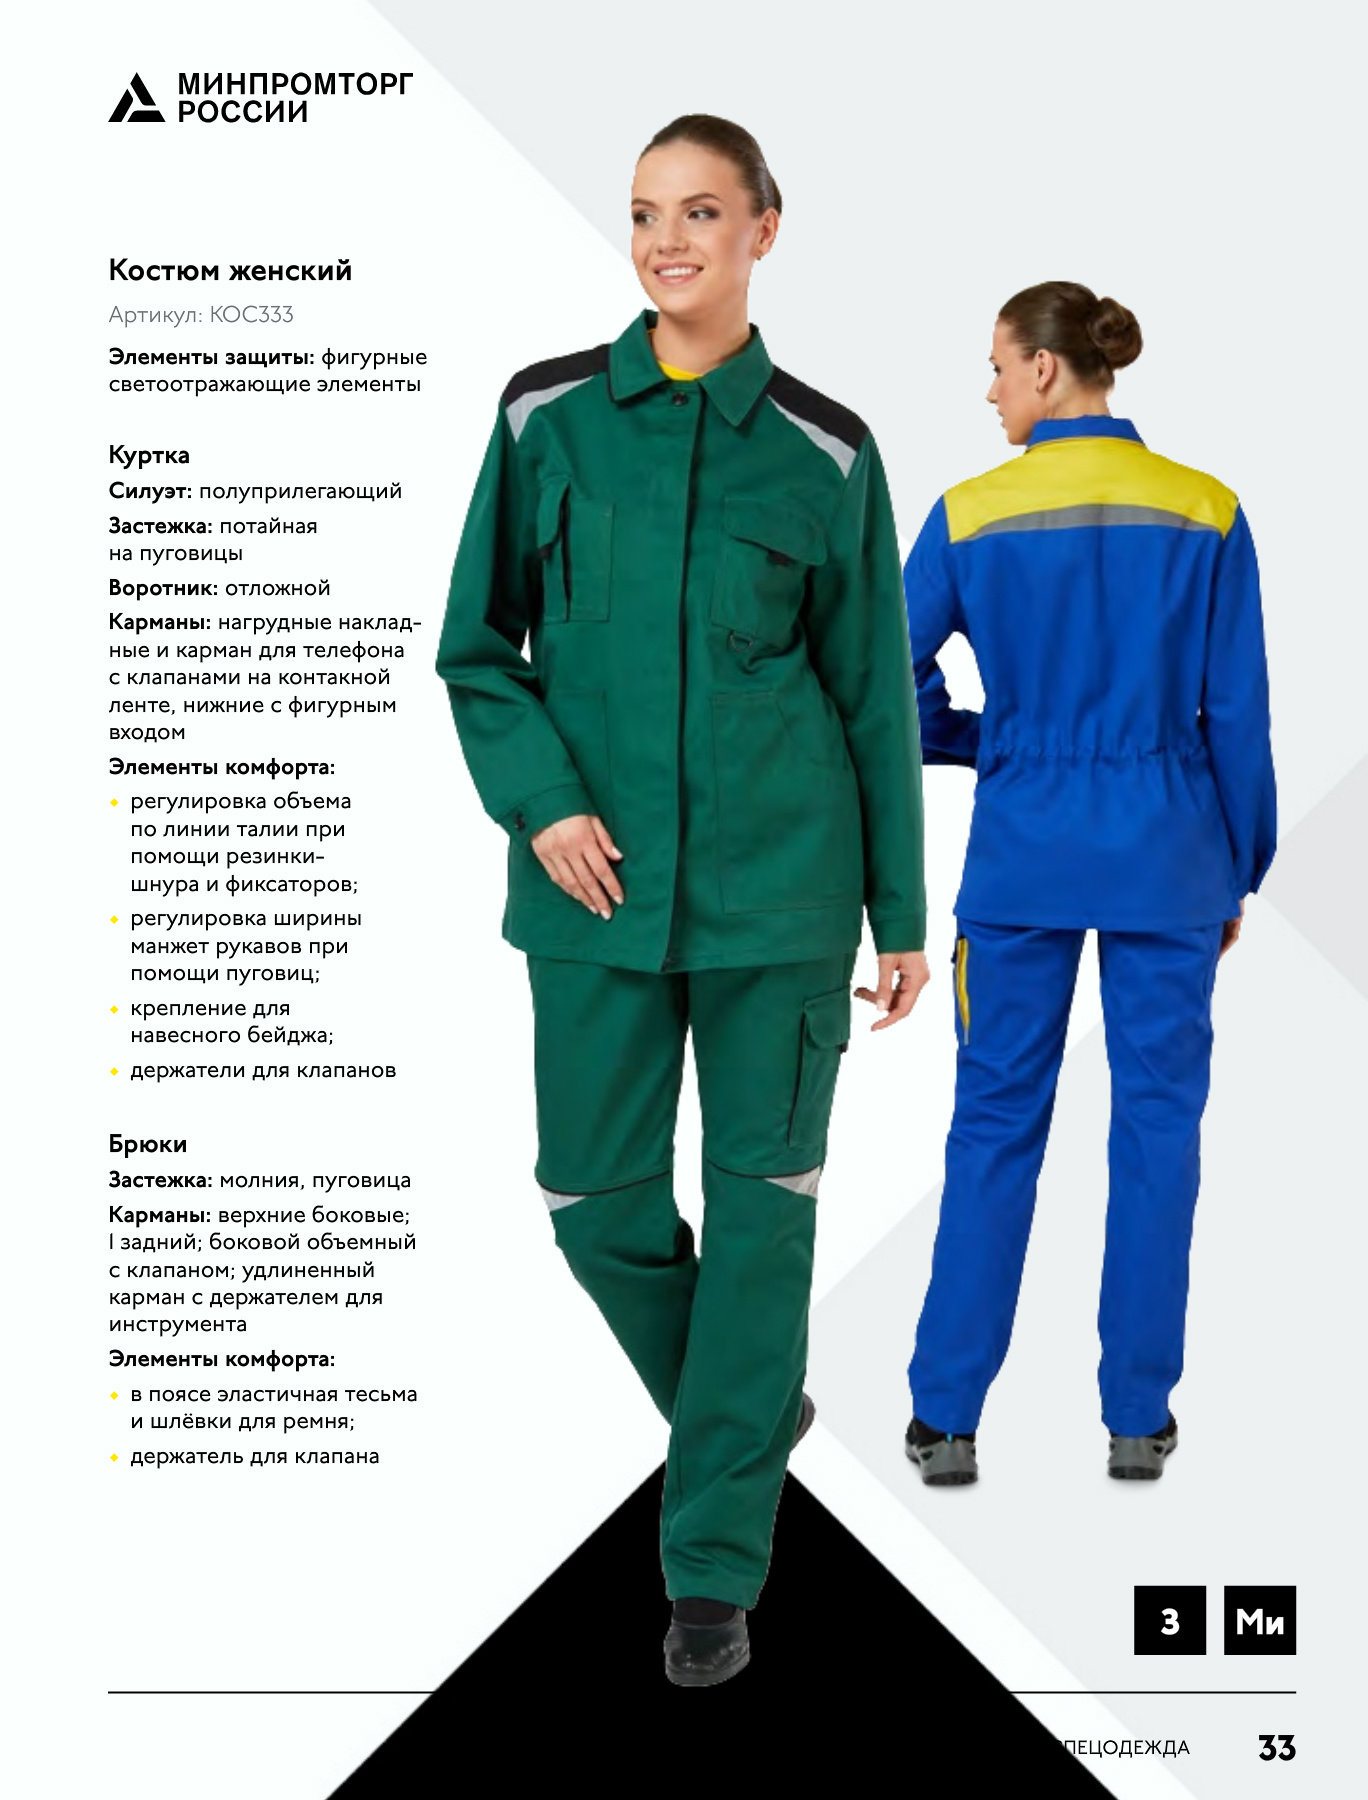 МИНПРОМТОРГ
РОССИИ
Костюм женский
Артикул: КОС333
Элементы защиты: фигурные
светоотражающие элементы
Куртка
Силуэт: полуприлегающий
Застежка: потайная
на пуговицы
Воротник: отложной
Карманы: нагрудные наклад-
ные и карман для телефона
с клапанами на контакной
ленте, нижние с фигурным
входом
Элементы комфорта:
регулировка объема
по линии талии при
помощи резинки-
шнура и фиксаторов;
регулировка ширины
манжет рукавов при
помощи пуговиц;
крепление для
навесного бейджа;
держатели для клапанов
Брюки
Застежка: молния, пуговица
Карманы: верхние боковые;
1 задний; боковой объемный
с клапаном; удлиненный
карман с держателем для
инструмента
Элементы комфорта:
в поясе эластичная тесьма
и шлёвки для ремня;
держатель для клапана
З Ми
ПЕЦОДЕЖДА 33